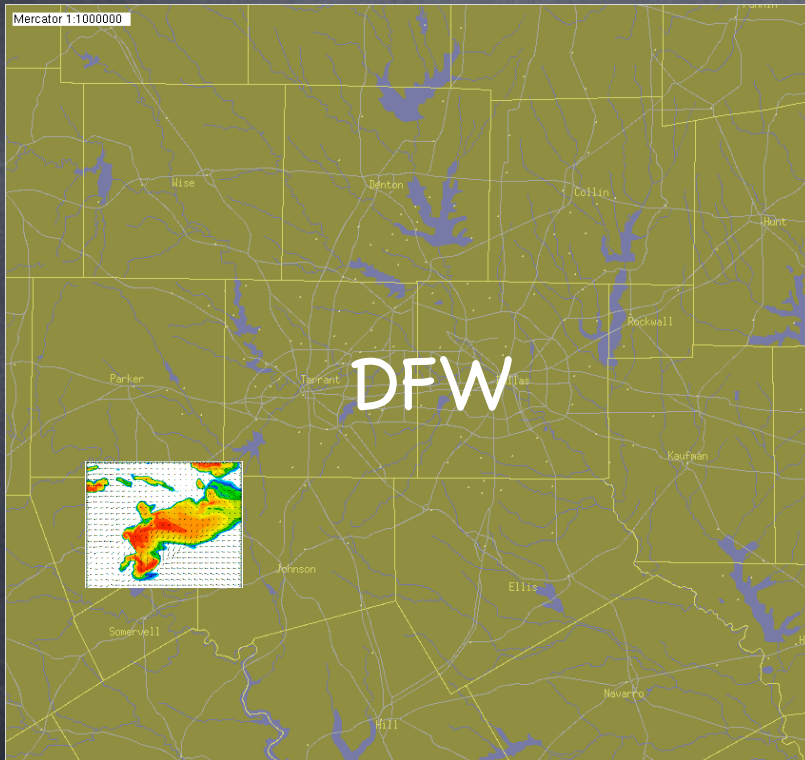 Mercator 1:1000000
Wise
Denton
Collin
Hunt
Rockwall
Parker
Tarrant
DFW
Kaufman
Johnson
Ellis
Somervell
Navarro
Hill